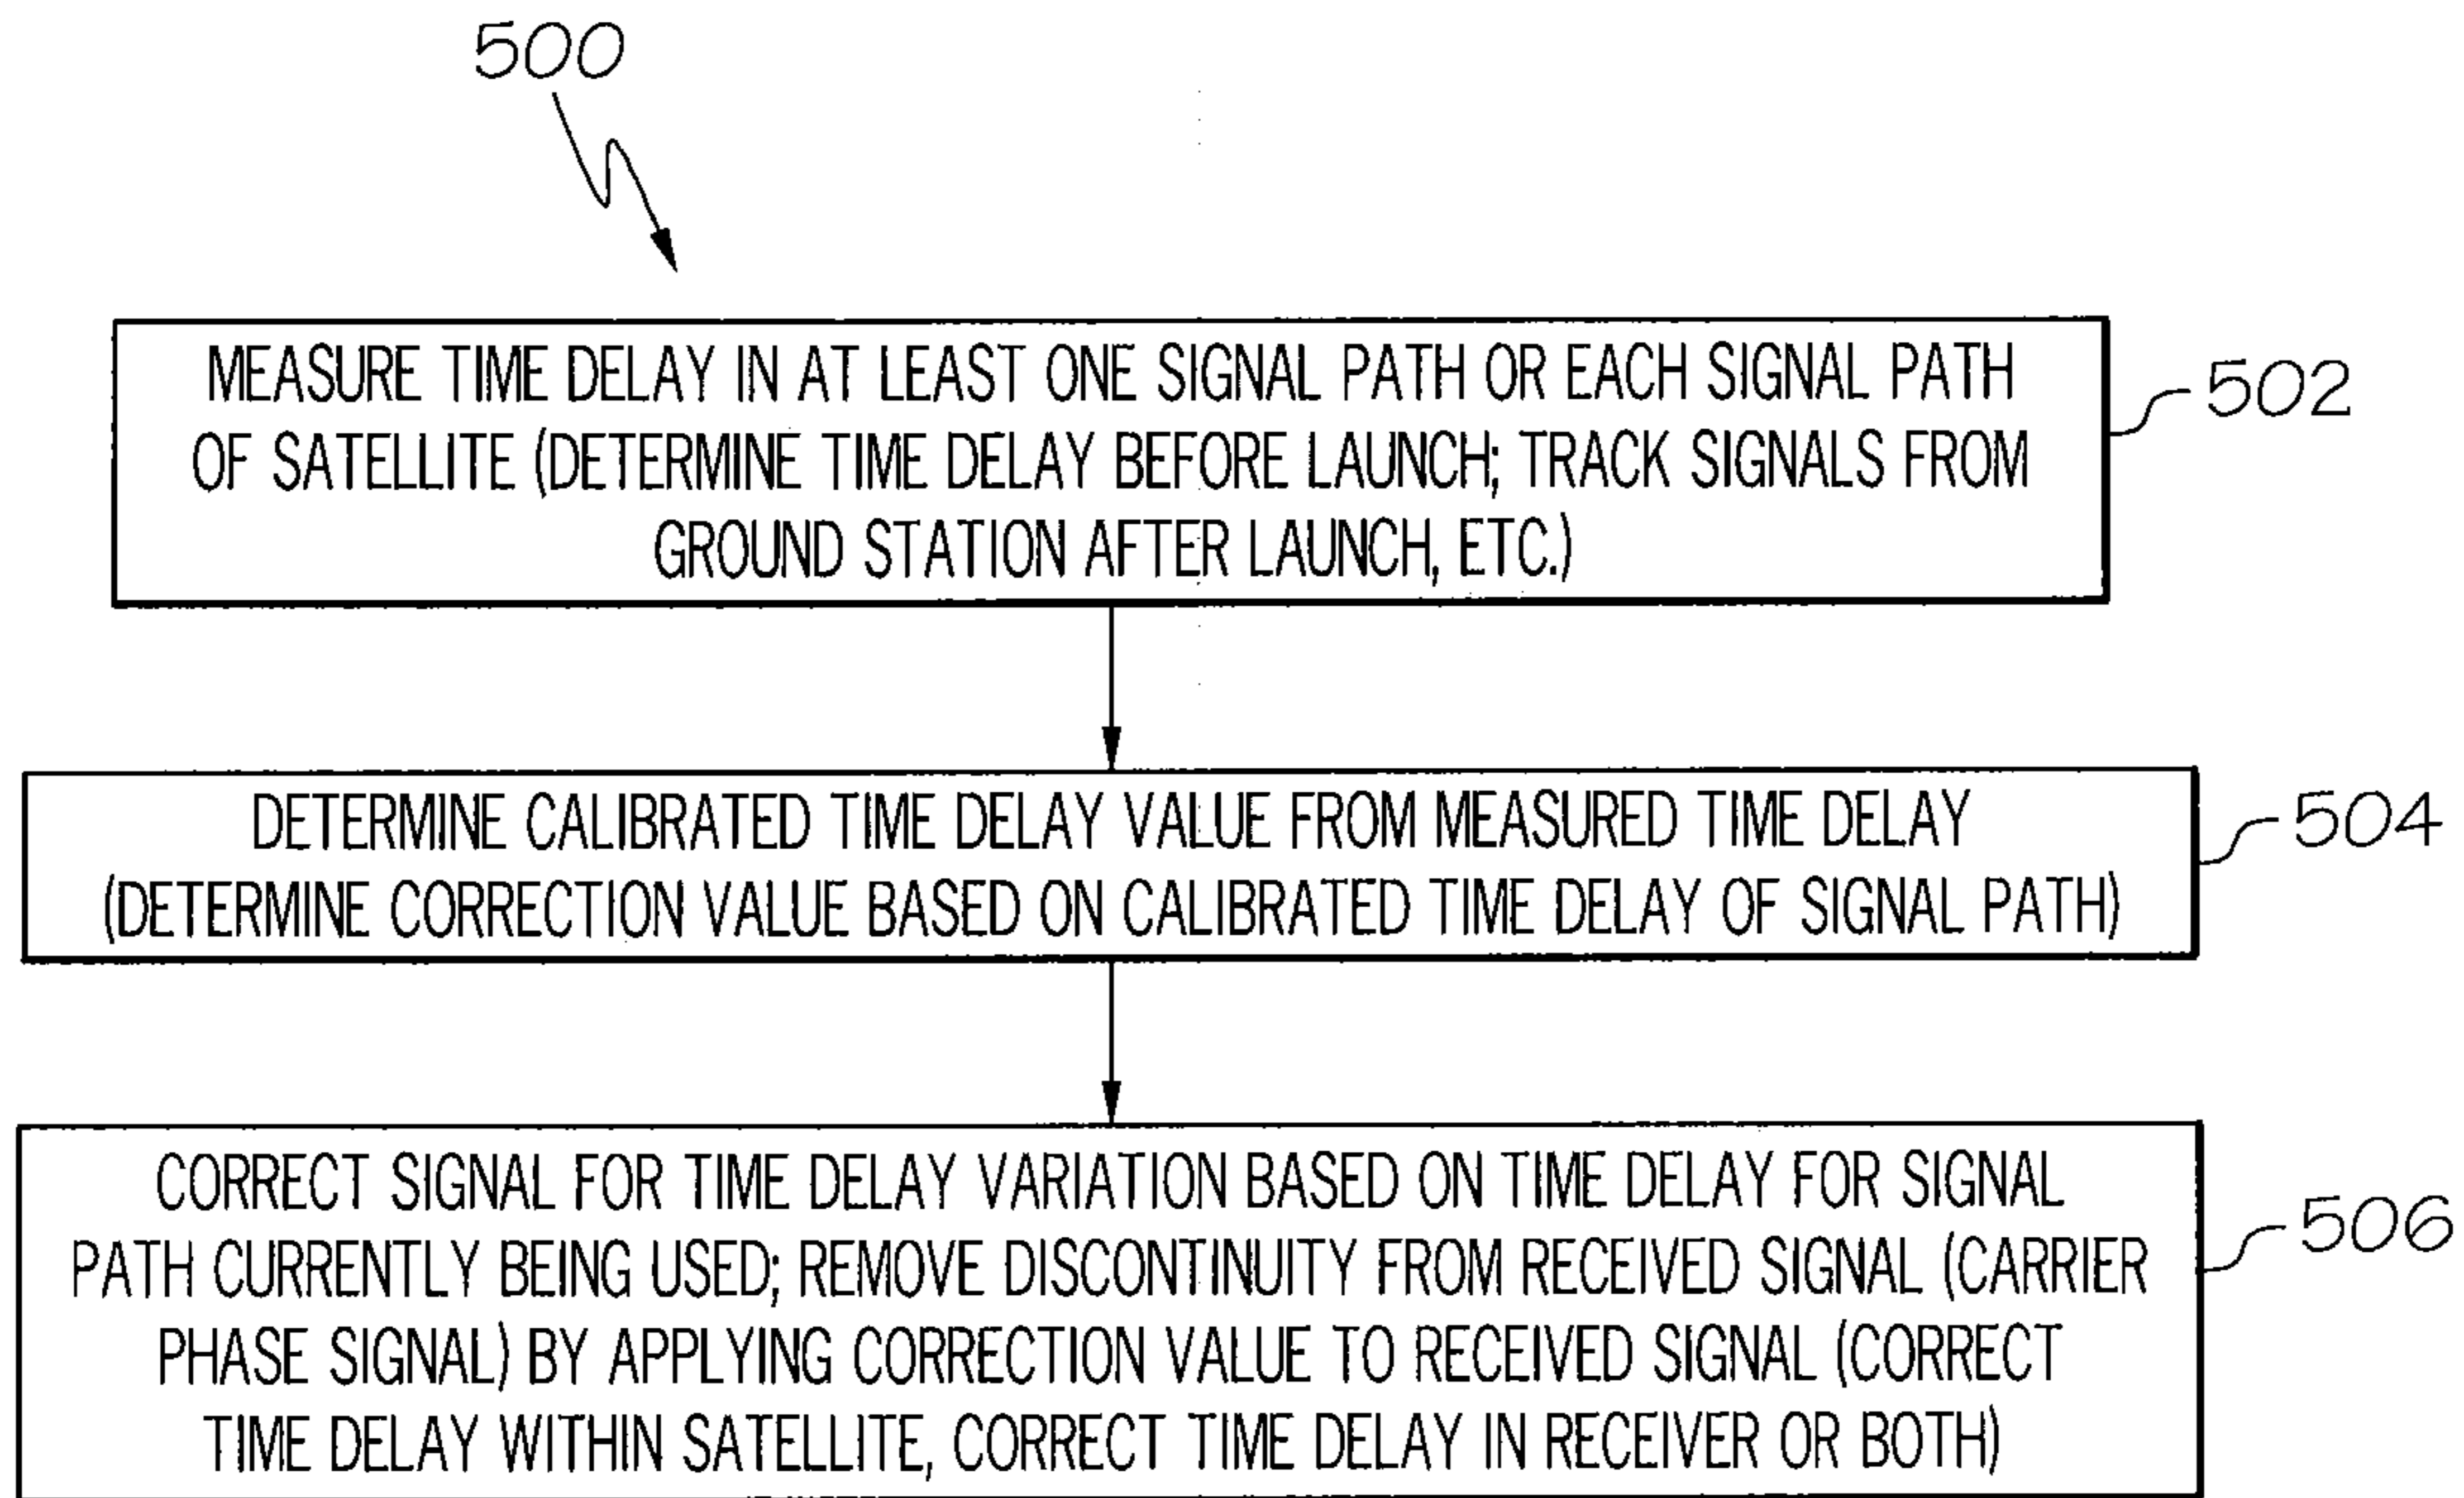 500
MEASURE TIME DELAY IN AT LEAST ONE SIGNAL PATH OR EACH SIGNAL PATH
OF SATELLITE (DETERMINE TIME DELAY BEFORE LAUNCH; TRACK SIGNALS FROM
GROUND STATION AFTER LAUNCH, ETC.)
502
DETERMINE CALIBRATED TIME DELAY VALUE FROM MEASURED TIME DELAY
(DETERMINE CORRECTION VALUE BASED ON CALIBRATED TIME DELAY OF SIGNAL PATH)
504
CORRECT SIGNAL FOR TIME DELAY VARIATION BASED ON TIME DELAY FOR SIGNAL
PATH CURRENTLY BEING USED; REMOVE DISCONTINUITY FROM RECEIVED SIGNAL (CARRIER
PHASE SIGNAL) BY APPLYING CORRECTION VALUE TO RECEIVED SIGNAL (CORRECT
TIME DELAY WITHIN SATELLITE, CORRECT TIME DELAY IN RECEIVER OR BOTH)
506